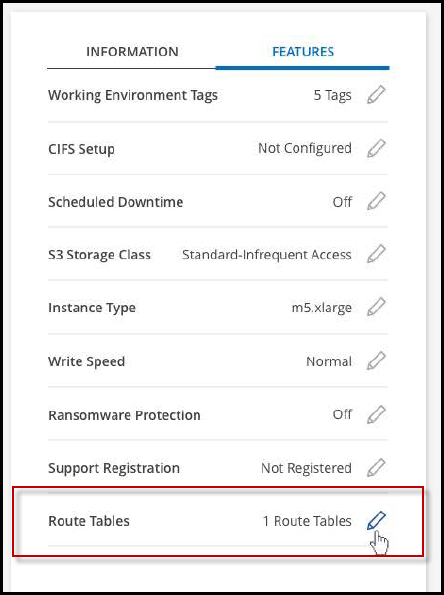 INFORMATION FEATURES
Working Environment Tags 5 Tags
CIFS Setup Not Configured
Scheduled Downtime Off
S3 Storage Class Standard-Infrequent Access
Instance Type m5.xlarge
Write Speed Normal
Ransomware Protection Off
Support Registration Not Registered
Route Tables 1 Route Tables